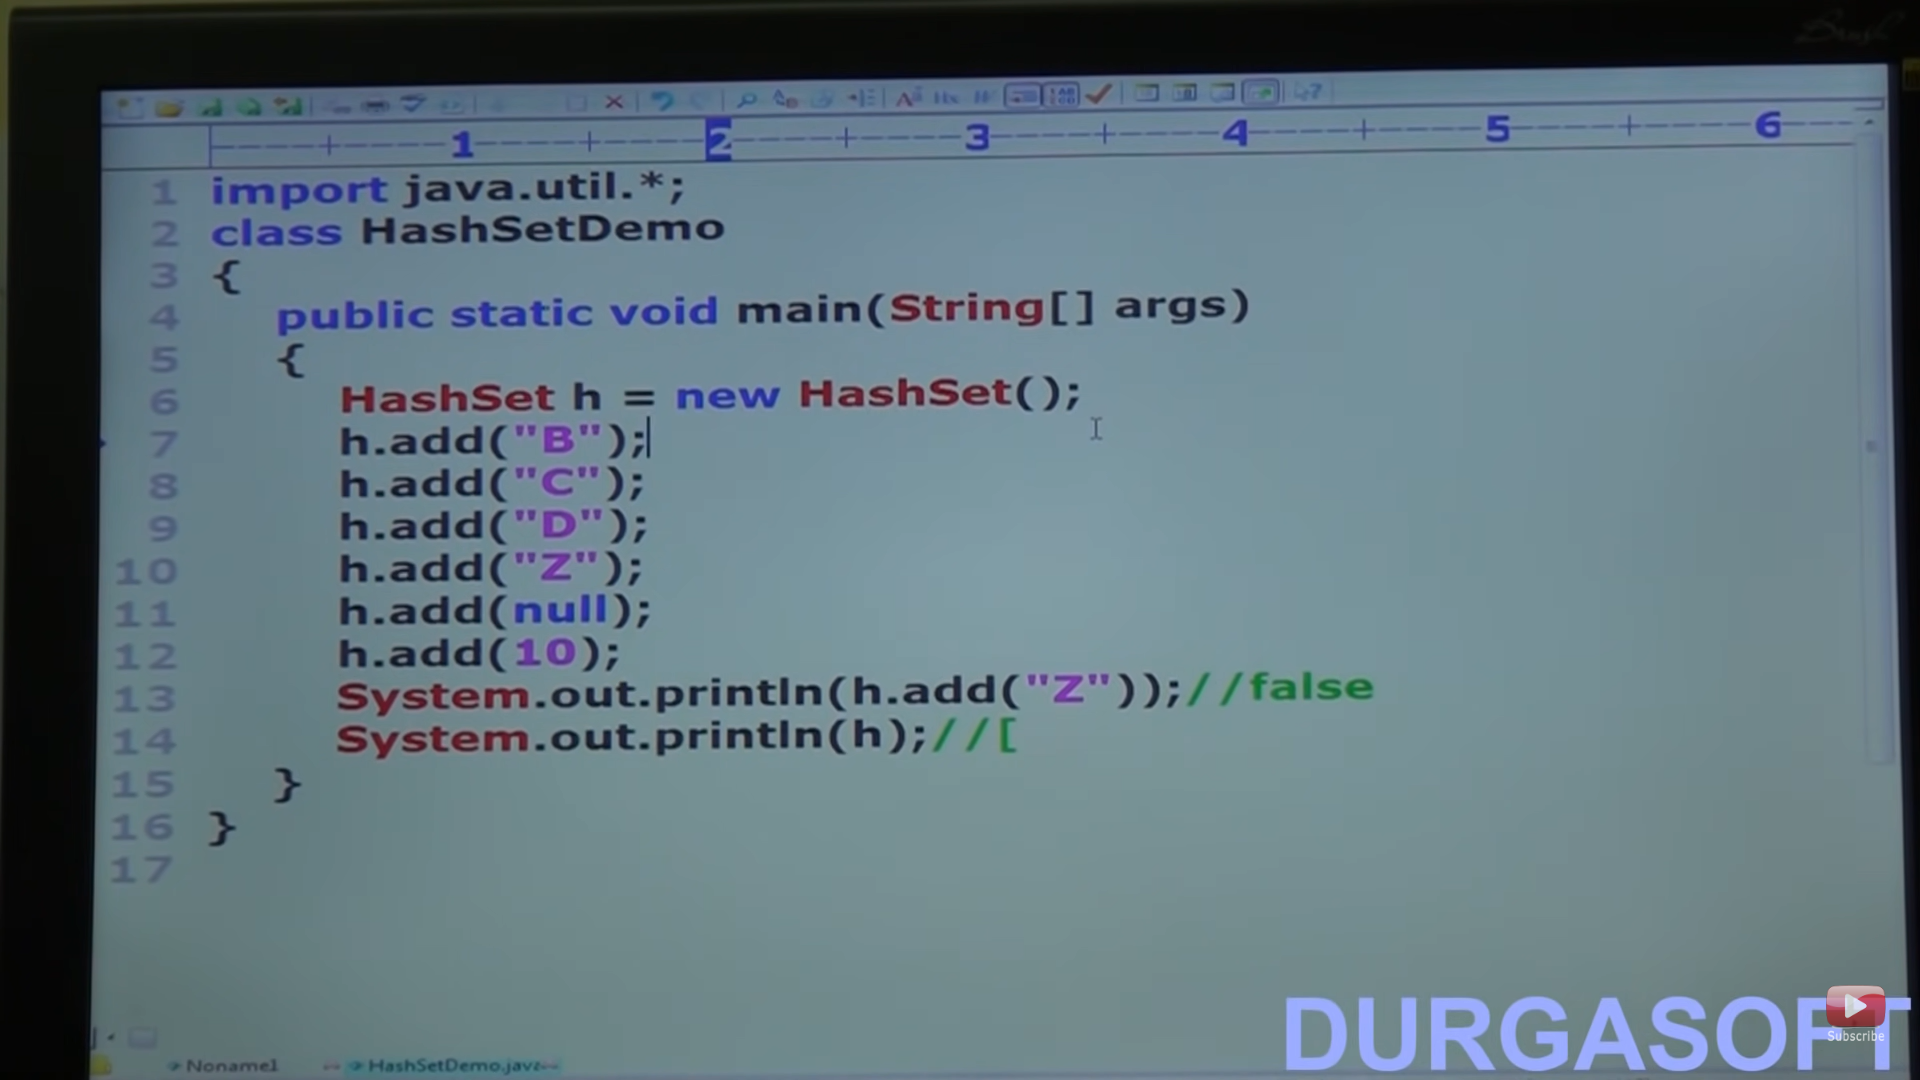 1 2 3 4 5 6
1 import java.util.*;
2 class HashSetDemo
3 {
4 public static void main(String[] args)
5 {
6 HashSet h = new HashSet();
7 h.add("B");
8 h.add("C");
9 h.add("D");
10 h.add("Z");
11 h.add(null);
12 h.add(10);
13 System.out.println(h.add("Z"));//false
14 System.out.println(h);//[
15 }
16 }
17
Noname1 HashSetDemo.java
DURGASOFT
Subscribe